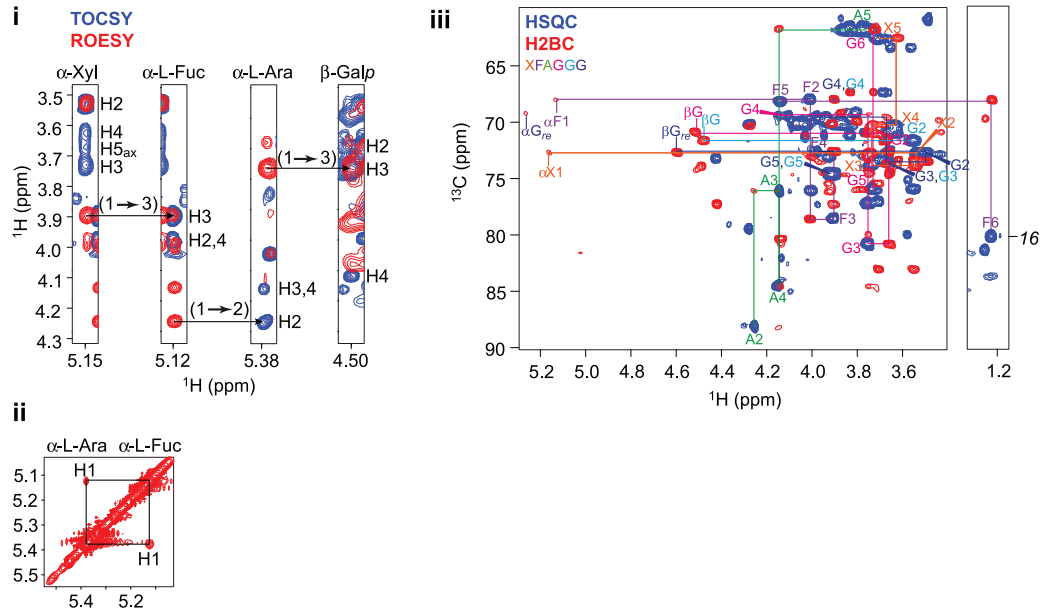 i
TOCSY
ROESY
α-Xyl α-L-Fuc α-L-Ara β-Galp
3.5
3.6
3.7
3.8
3.9
4.0
4.1
4.2
4.3
¹H (ppm)
H2
H4
H5ax
H3
(1→3)
H3
H2,4
(1→2)
(1→3)
H3,4
H2
H2
H3
H4
5.15 5.12 5.38 4.50
¹H (ppm)
ii
α-L-Ara α-L-Fuc
H1
H1
5.1
5.2
5.3
5.4
5.5
5.4 5.2
iii
HSQC
H2BC
XFAGGG
65
70
75
80
85
90
¹³C (ppm)
A5
X5
G6
G4,G4
F5 F2
αF1
αGre
G4
βG
βG
βGre
X4
G2
X2
F4
G5,G5
X3
G2
G3,G3
A3
G5
F3
G3
A4
A2
F6
16
5.2 5.0 4.8 4.6 4.4 4.2 4.0 3.8 3.6 1.2
¹H (ppm)
αX1